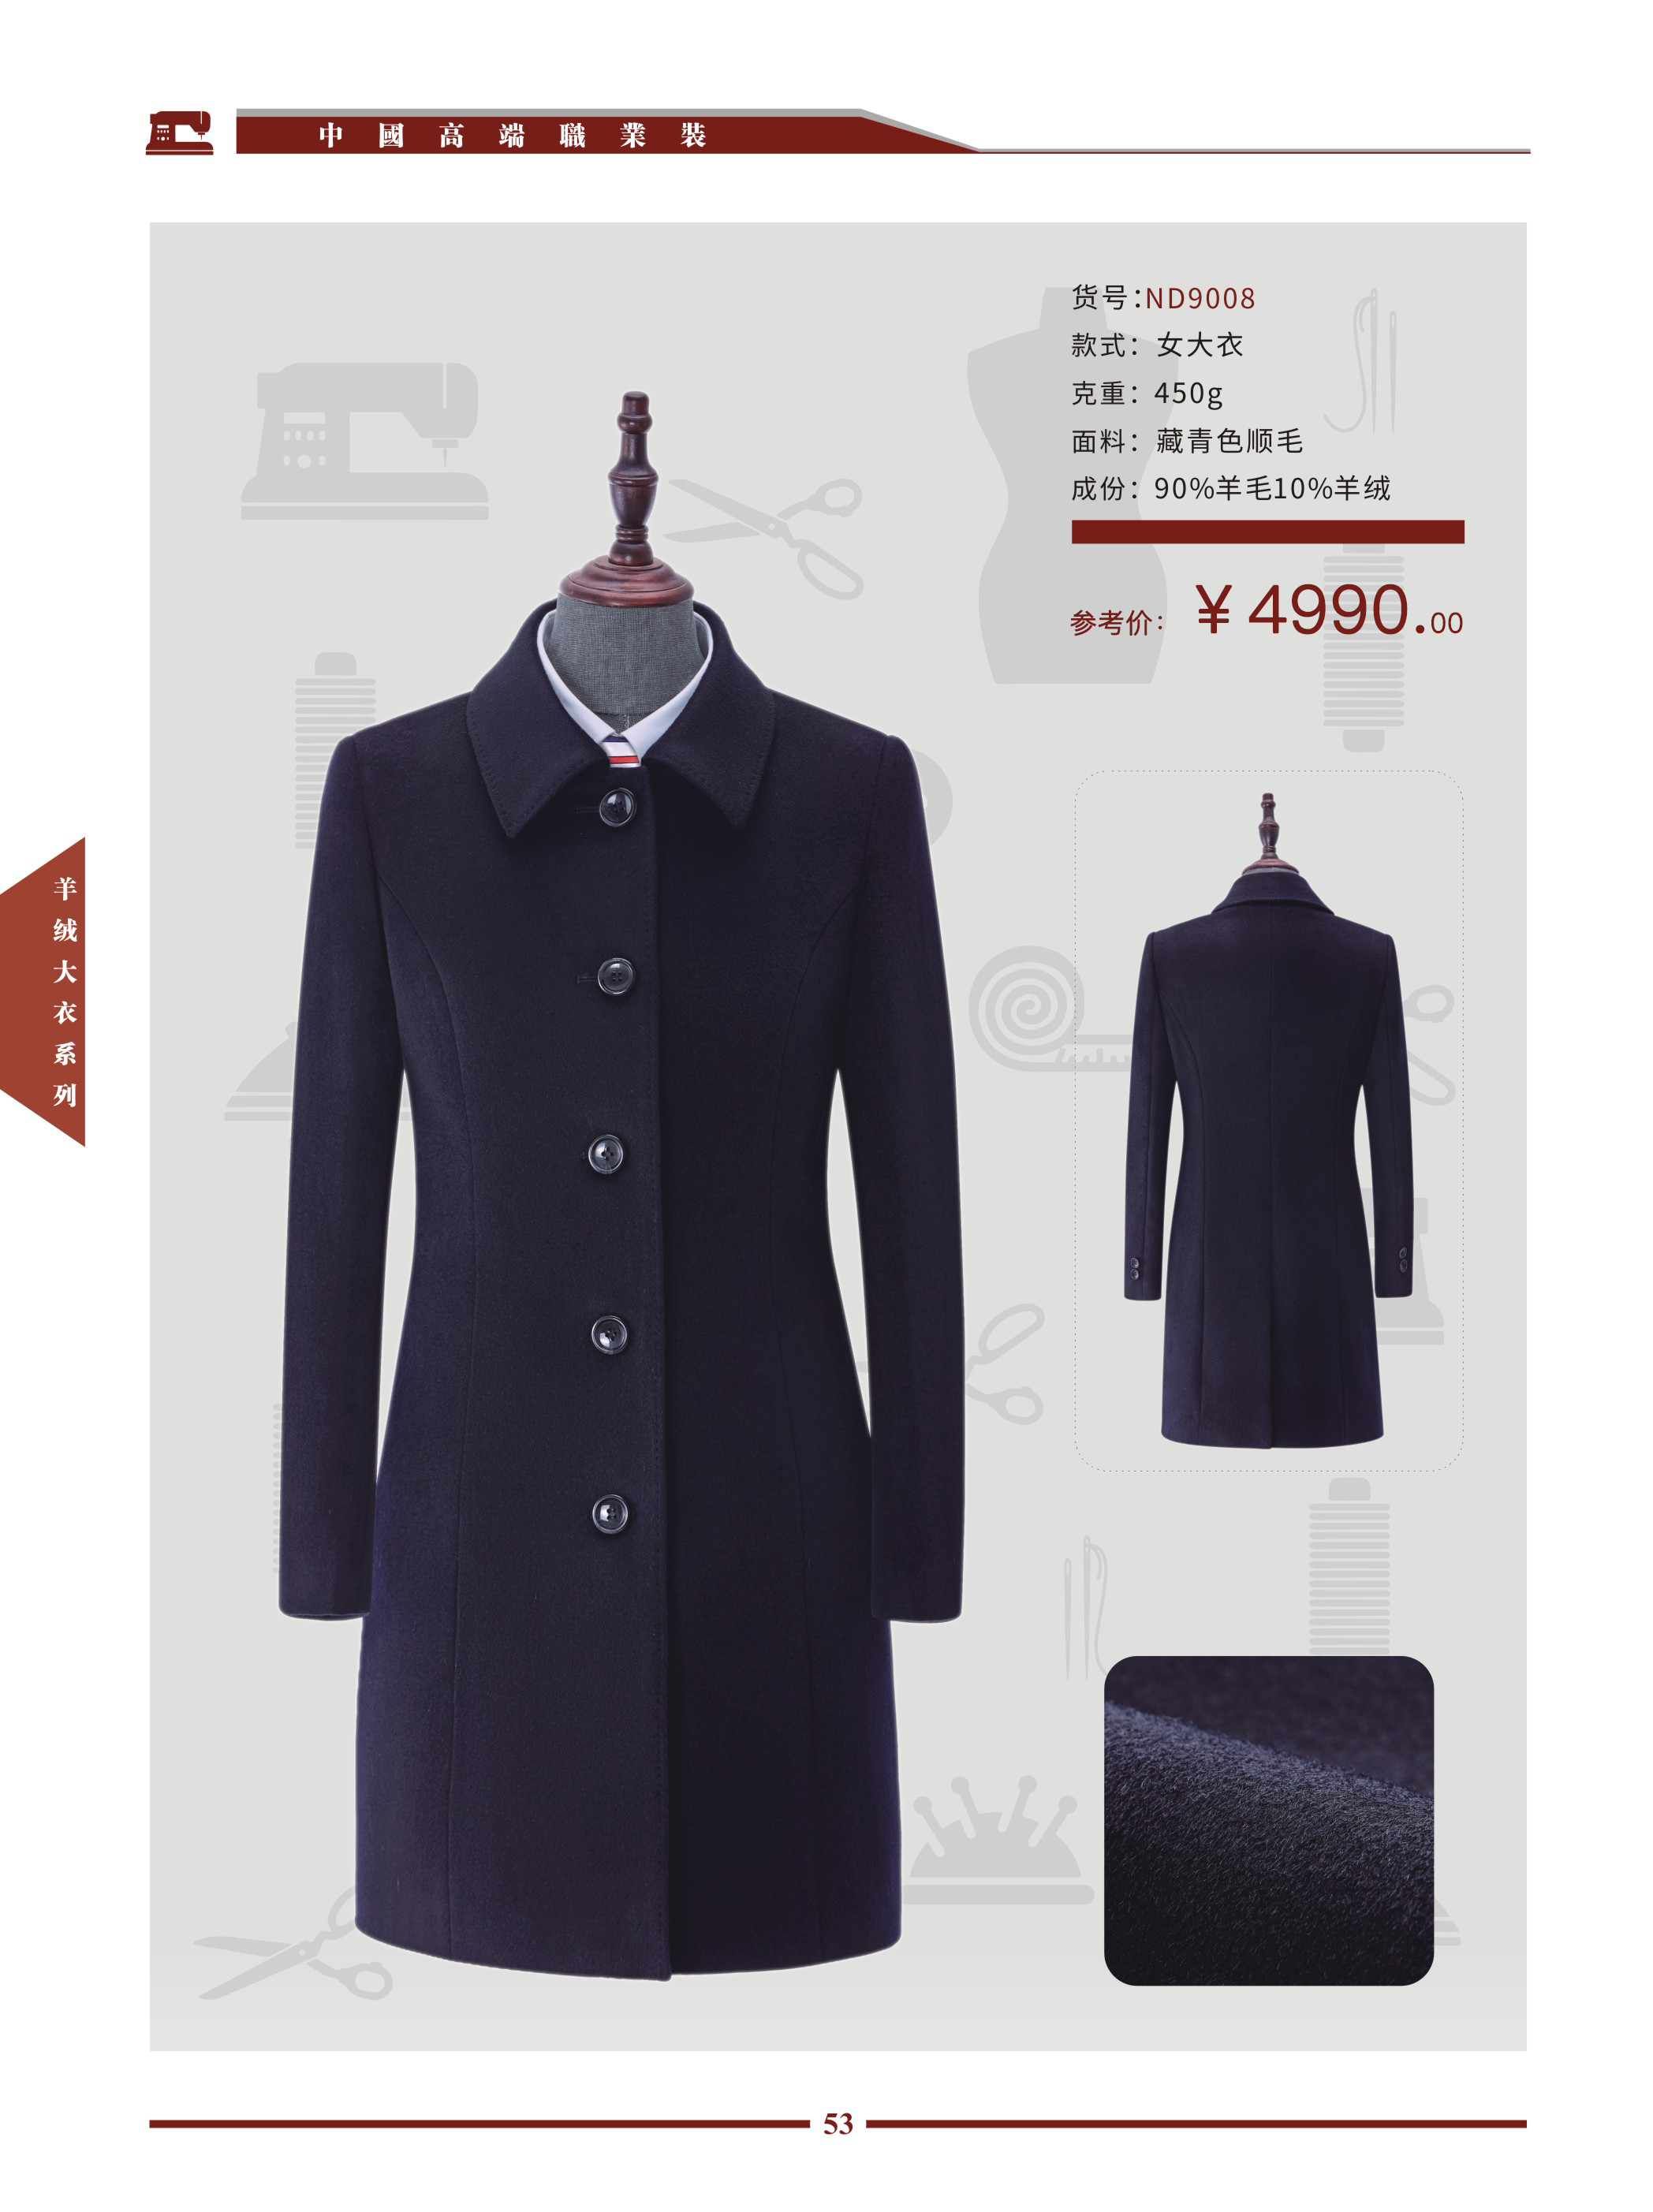 中國高端職業裝
货号：ND9008
款式：女大衣
克重：450g
面料：藏青色顺毛
成份：90%羊毛10%羊绒
参考价：￥4990.00
羊绒大衣系列
53